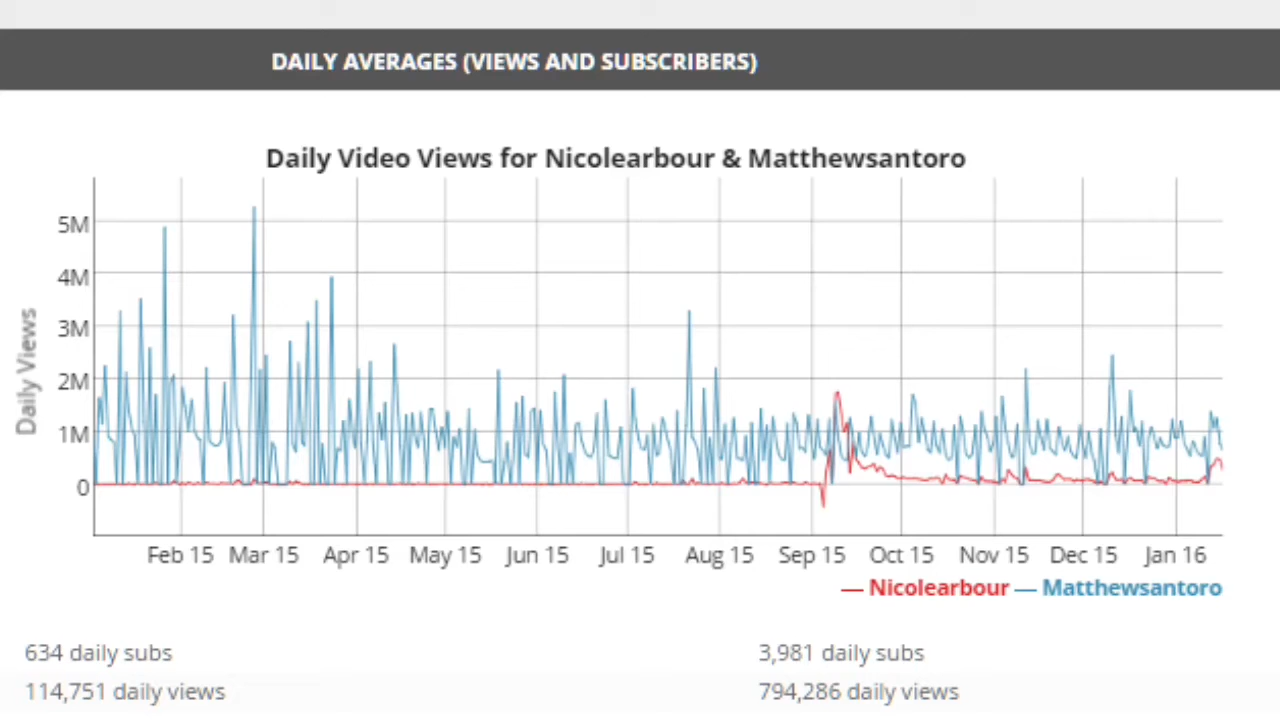 DAILY AVERAGES (VIEWS AND SUBSCRIBERS)
Daily Video Views for Nicolearbour & Matthewsantoro
Daily Views
5M
4M
3M
2M
1M
0
Feb 15 Mar 15 Apr 15 May 15 Jun 15 Jul 15 Aug 15 Sep 15 Oct 15 Nov 15 Dec 15 Jan 16
Nicolearbour Matthewsantoro
634 daily subs 3,981 daily subs
114,751 daily views 794,286 daily views